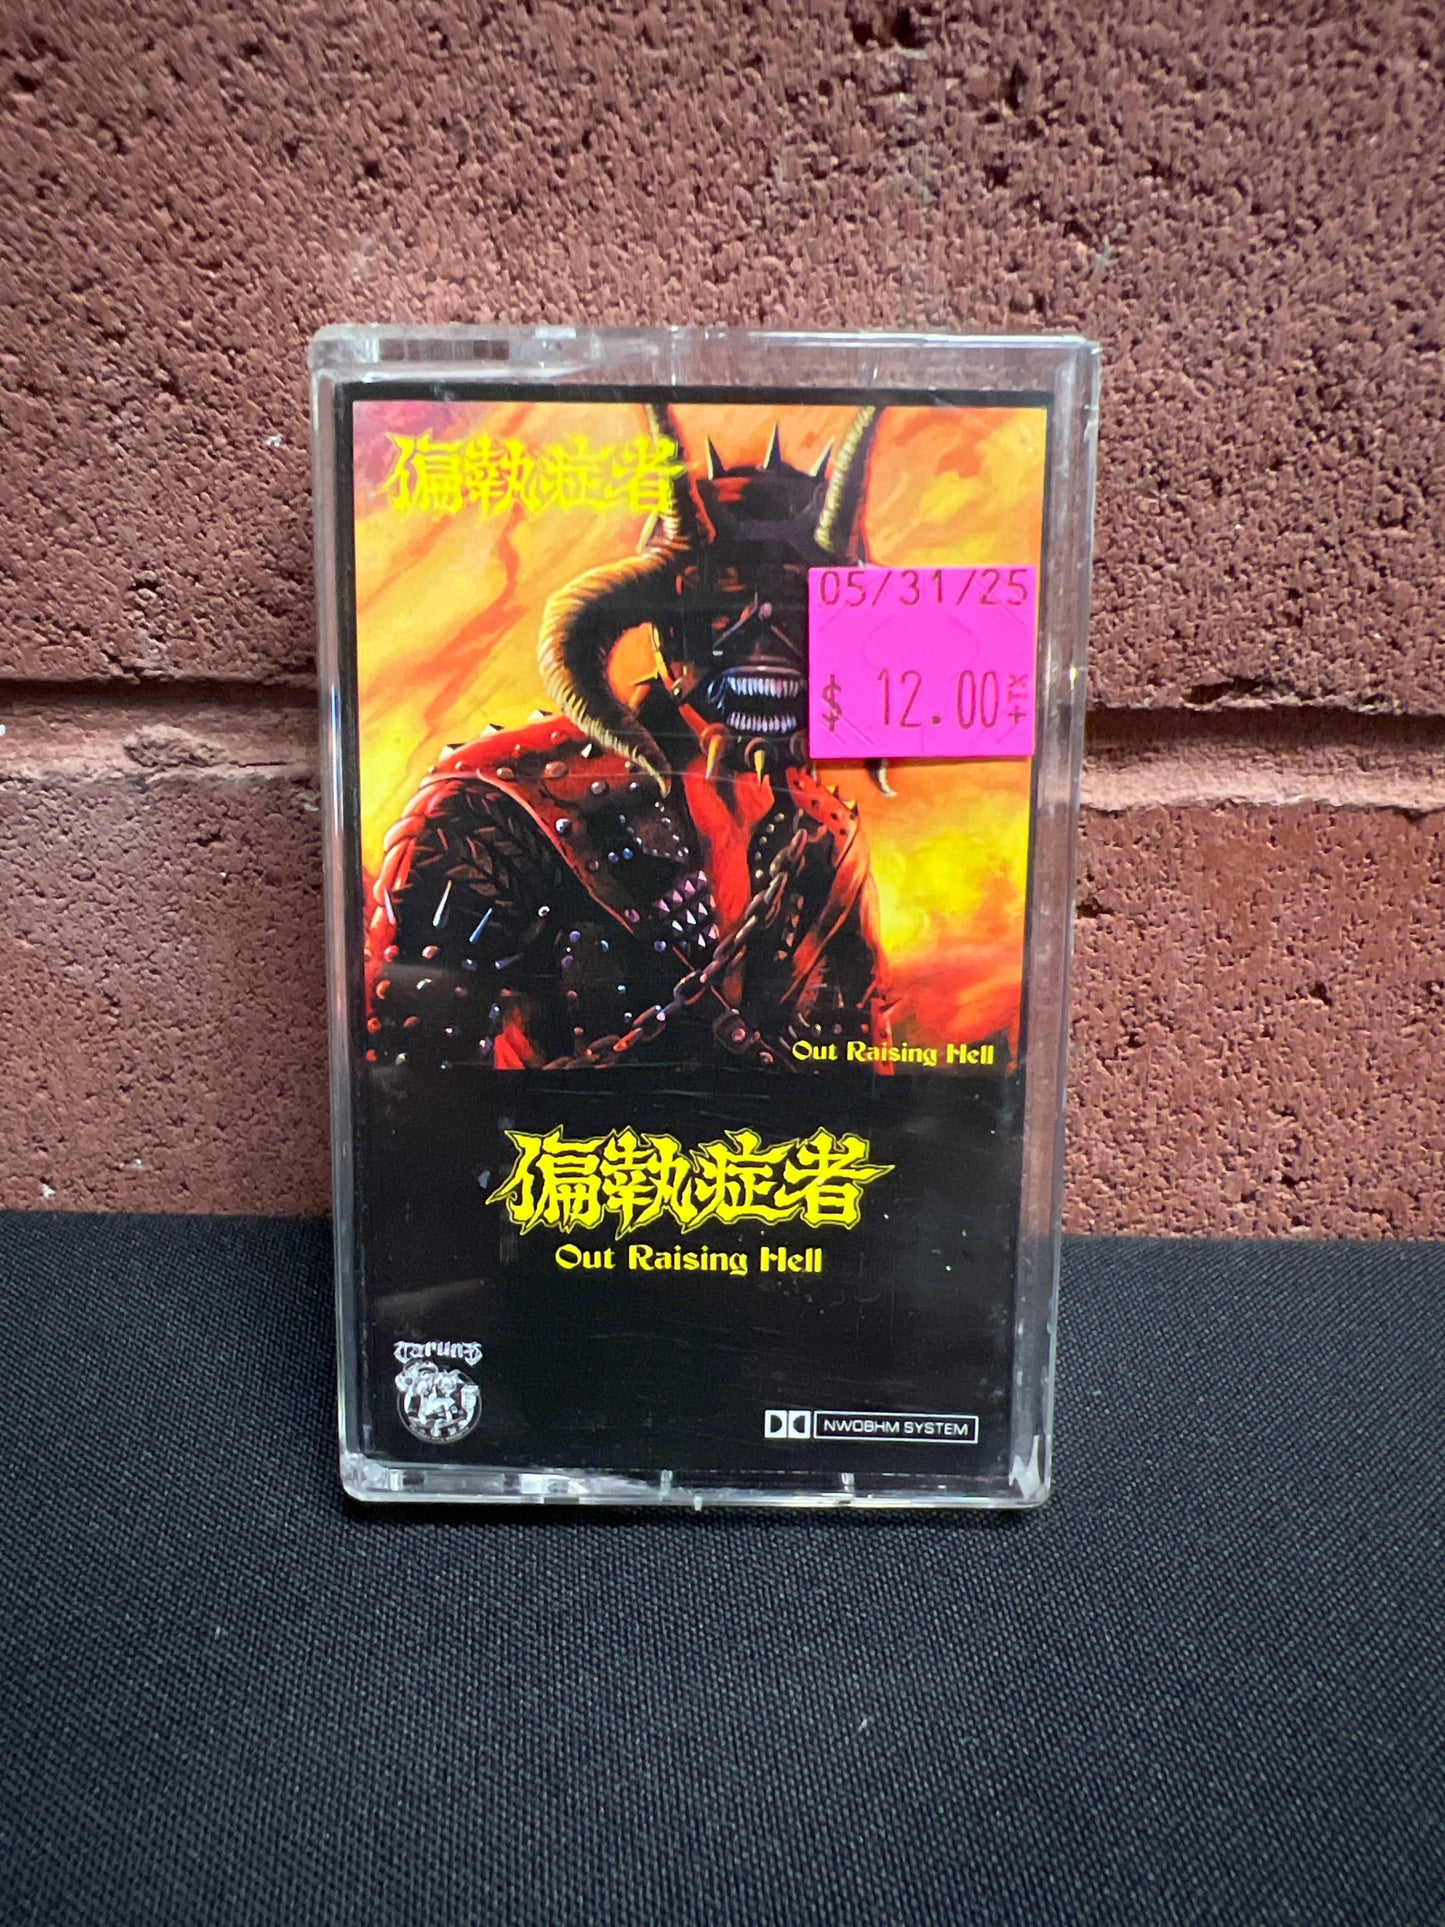 偏執症者
05/31/25
$ 12.00 +TX
Out Raising Hell
偏執症者
Out Raising Hell
Tarung
NWOBHM SYSTEM